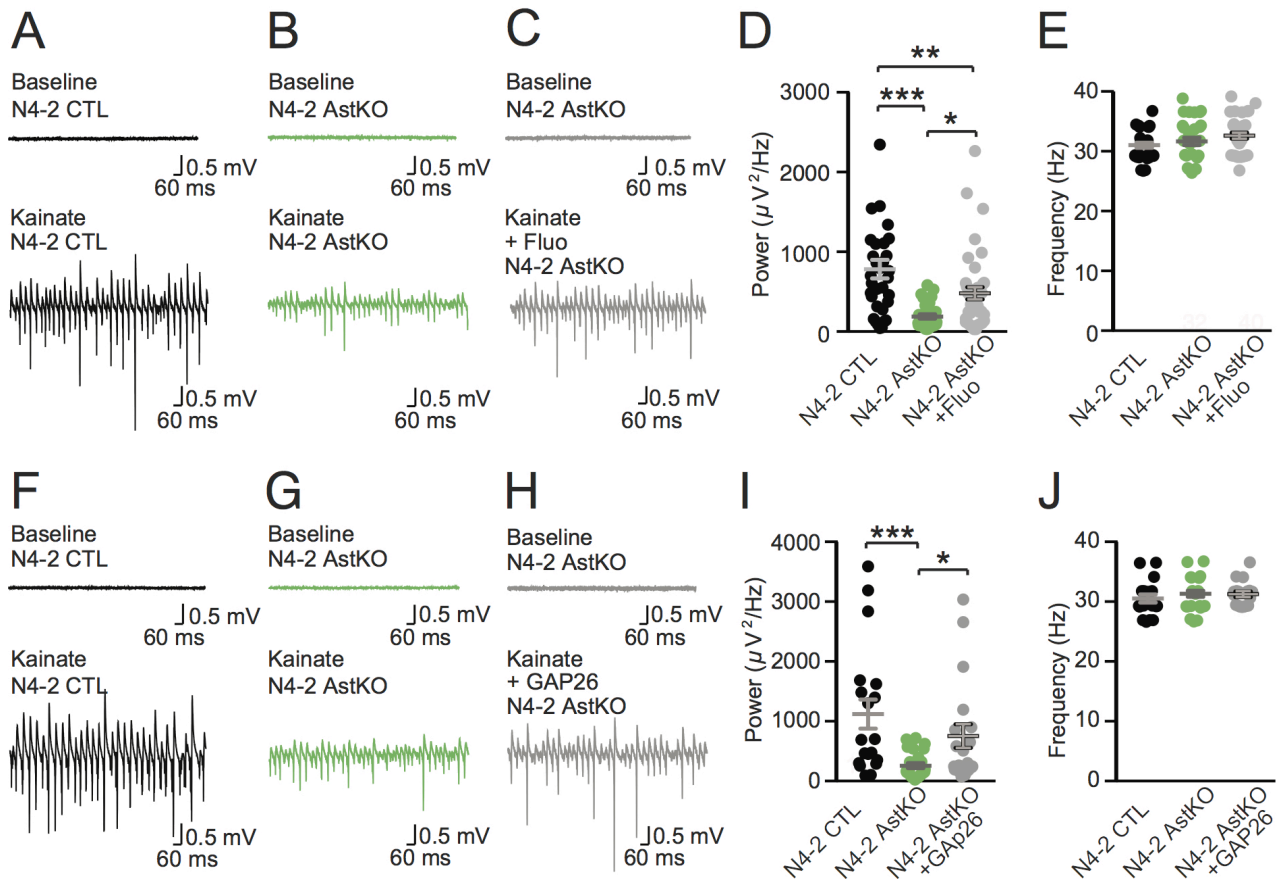 A
Baseline
N4-2 CTL
0.5 mV
60 ms
Kainate
N4-2 CTL
0.5 mV
60 ms
B
Baseline
N4-2 AstKO
0.5 mV
60 ms
Kainate
N4-2 AstKO
0.5 mV
60 ms
C
Baseline
N4-2 AstKO
0.5 mV
60 ms
Kainate
+ Fluo
N4-2 AstKO
0.5 mV
60 ms
D
**
***
*
Power (μV²/Hz)
3000
2000
1000
0
N4-2 CTL
N4-2 AstKO
N4-2 AstKO
+Fluo
E
Frequency (Hz)
40
30
20
10
0
32
40
N4-2 CTL
N4-2 AstKO
N4-2 AstKO
+Fluo
F
Baseline
N4-2 CTL
0.5 mV
60 ms
Kainate
N4-2 CTL
0.5 mV
60 ms
G
Baseline
N4-2 AstKO
0.5 mV
60 ms
Kainate
N4-2 AstKO
0.5 mV
60 ms
H
Baseline
N4-2 AstKO
0.5 mV
60 ms
Kainate
+ GAP26
N4-2 AstKO
0.5 mV
60 ms
I
***
*
Power (μV²/Hz)
4000
3000
2000
1000
0
N4-2 CTL
N4-2 AstKO
N4-2 AstKO
+GAp26
J
Frequency (Hz)
40
30
20
10
0
N4-2 CTL
N4-2 AstKO
N4-2 AstKO
+GAP26